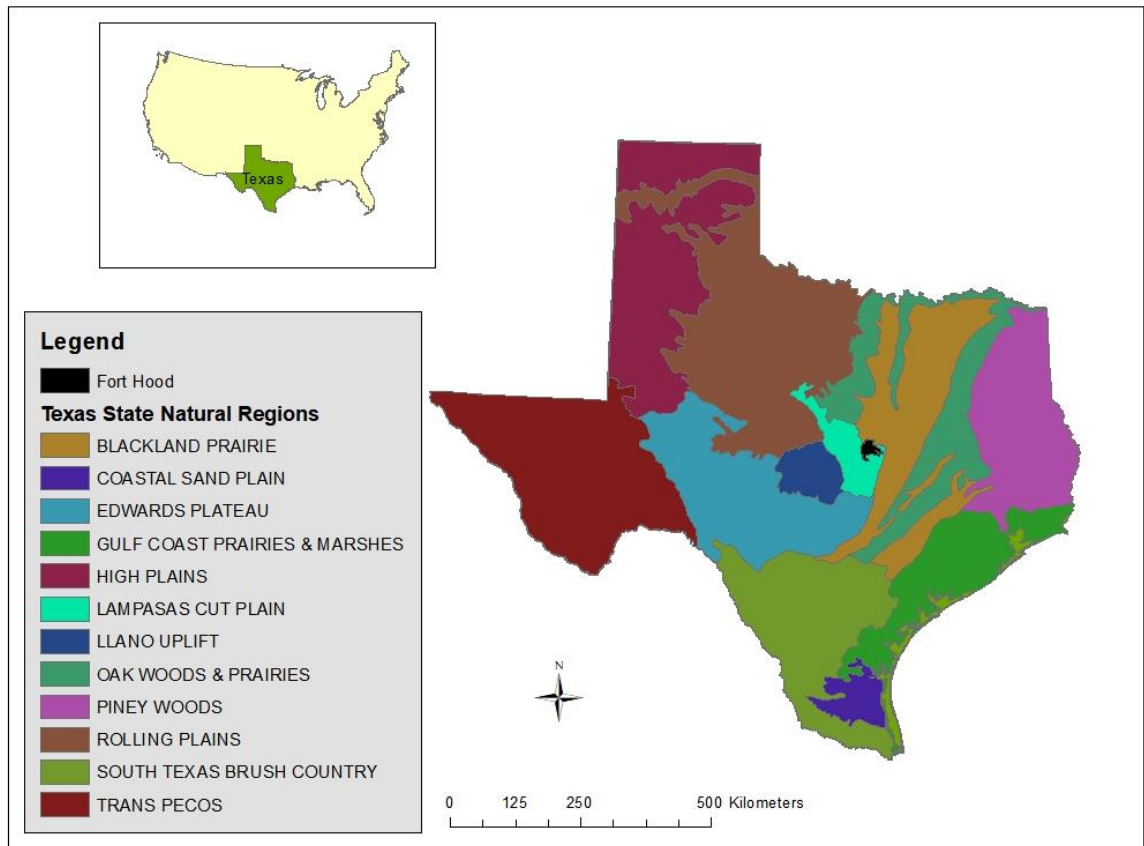 Texas
Legend
Fort Hood
Texas State Natural Regions
BLACKLAND PRAIRIE
COASTAL SAND PLAIN
EDWARDS PLATEAU
GULF COAST PRAIRIES & MARSHES
HIGH PLAINS
LAMPASAS CUT PLAIN
LLANO UPLIFT
OAK WOODS & PRAIRIES
PINEY WOODS
ROLLING PLAINS
SOUTH TEXAS BRUSH COUNTRY
TRANS PECOS
N
0 125 250 500 Kilometers